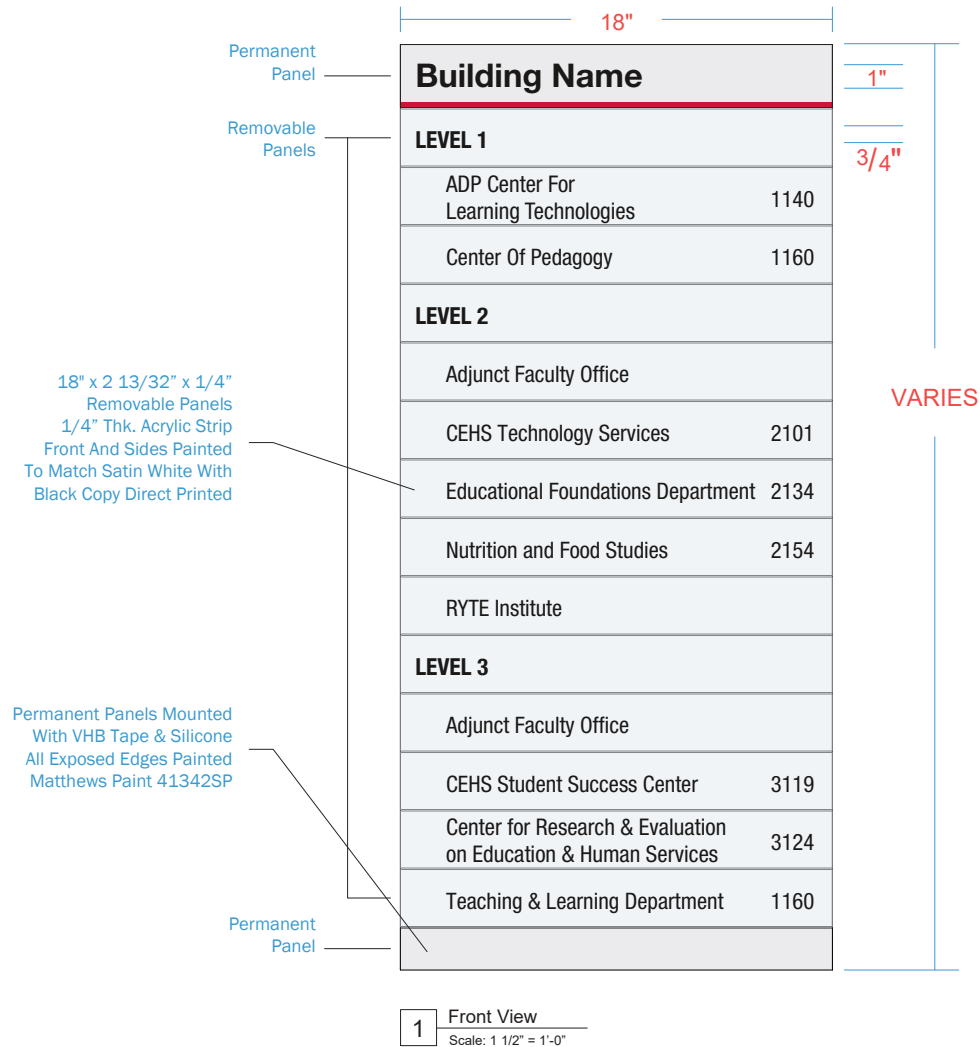 18"
Permanent
Panel
Building Name
1"
Removable
Panels
LEVEL 1
3/4"
ADP Center For
Learning Technologies 1140
Center Of Pedagogy 1160
LEVEL 2
Adjunct Faculty Office
18" x 2 13/32” x 1/4”
Removable Panels
1/4” Thk. Acrylic Strip
Front And Sides Painted
To Match Satin White With
Black Copy Direct Printed
VARIES
CEHS Technology Services 2101
Educational Foundations Department 2134
Nutrition and Food Studies 2154
RYTE Institute
LEVEL 3
Permanent Panels Mounted
With VHB Tape & Silicone
All Exposed Edges Painted
Matthews Paint 41342SP
Adjunct Faculty Office
CEHS Student Success Center 3119
Center for Research & Evaluation
on Education & Human Services 3124
Teaching & Learning Department 1160
Permanent
Panel
1 Front View
Scale: 1 1/2” = 1’-0”